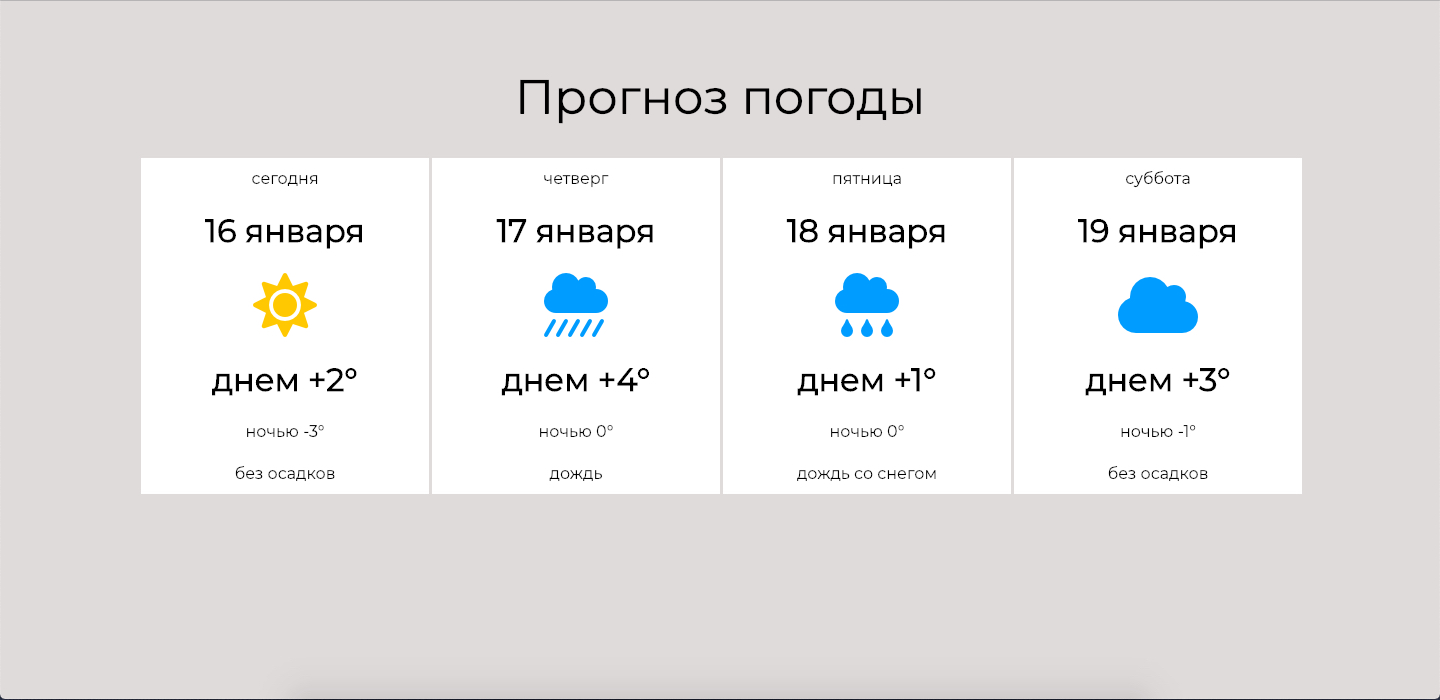 Прогноз погоды
сегодня
16 января
днем +2°
ночью -3°
без осадков
четверг
17 января
днем +4°
ночью 0°
дождь
пятница
18 января
днем +1°
ночью 0°
дождь со снегом
суббота
19 января
днем +3°
ночью -1°
без осадков